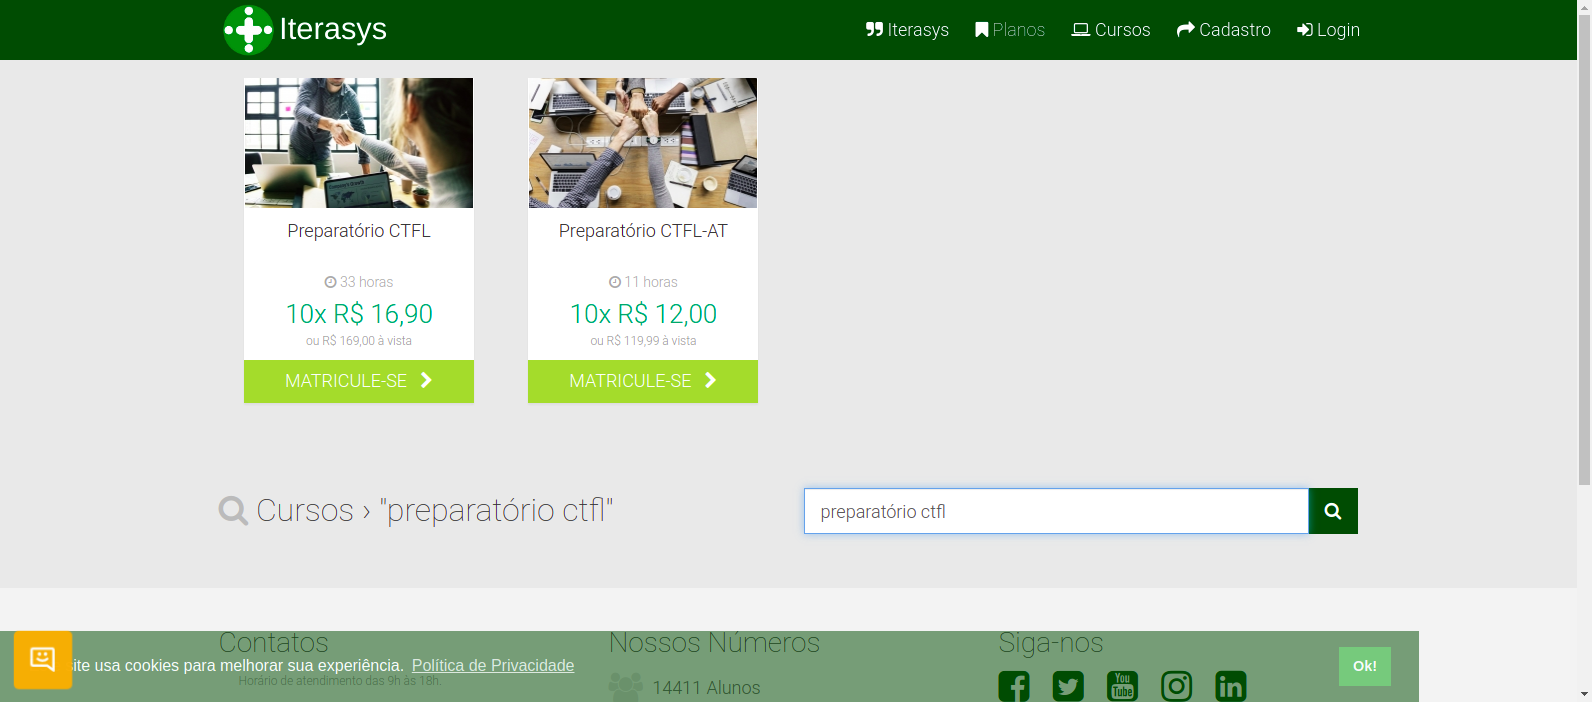 Iterasys
Iterasys Planos Cursos Cadastro Login
Preparatório CTFL
33 horas
10x R$ 16,90
ou R$ 169,00 à vista
MATRICULE-SE
Preparatório CTFL-AT
11 horas
10x R$ 12,00
ou R$ 119,99 à vista
MATRICULE-SE
Cursos › "preparatório ctfl"
preparatório ctfl
Contatos
site usa cookies para melhorar sua experiência. Política de Privacidade
Horário de atendimento das 9h às 18h.
Nossos Números
14411 Alunos
Siga-nos
You Tube
Ok!